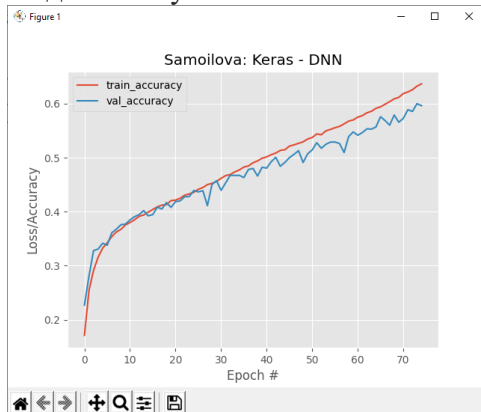 Figure 1
Samoilova: Keras - DNN
train_accuracy
val_accuracy
Loss/Accuracy
0.6
0.5
0.4
0.3
0.2
0 10 20 30 40 50 60 70
Epoch #